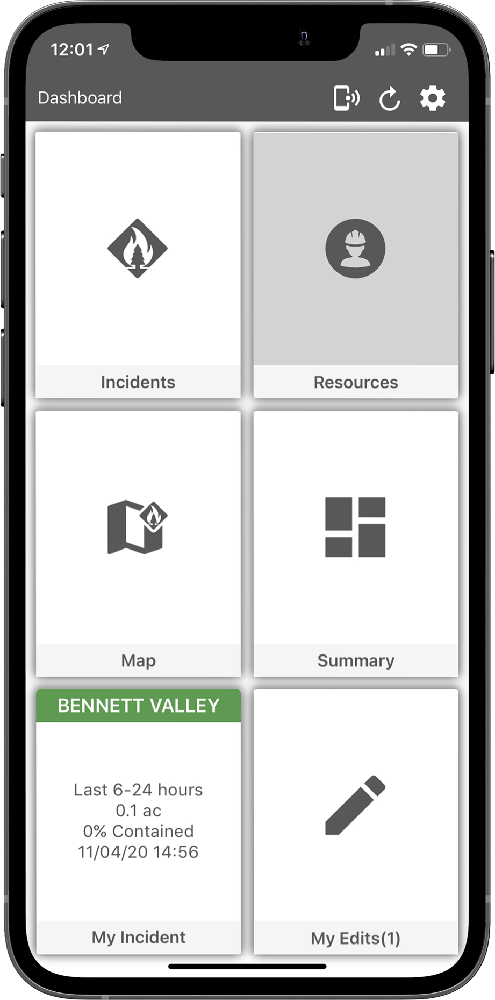 12:01
Dashboard
Incidents
Resources
Map
Summary
BENNETT VALLEY
Last 6-24 hours
0.1 ac
0% Contained
11/04/20 14:56
My Incident
My Edits(1)